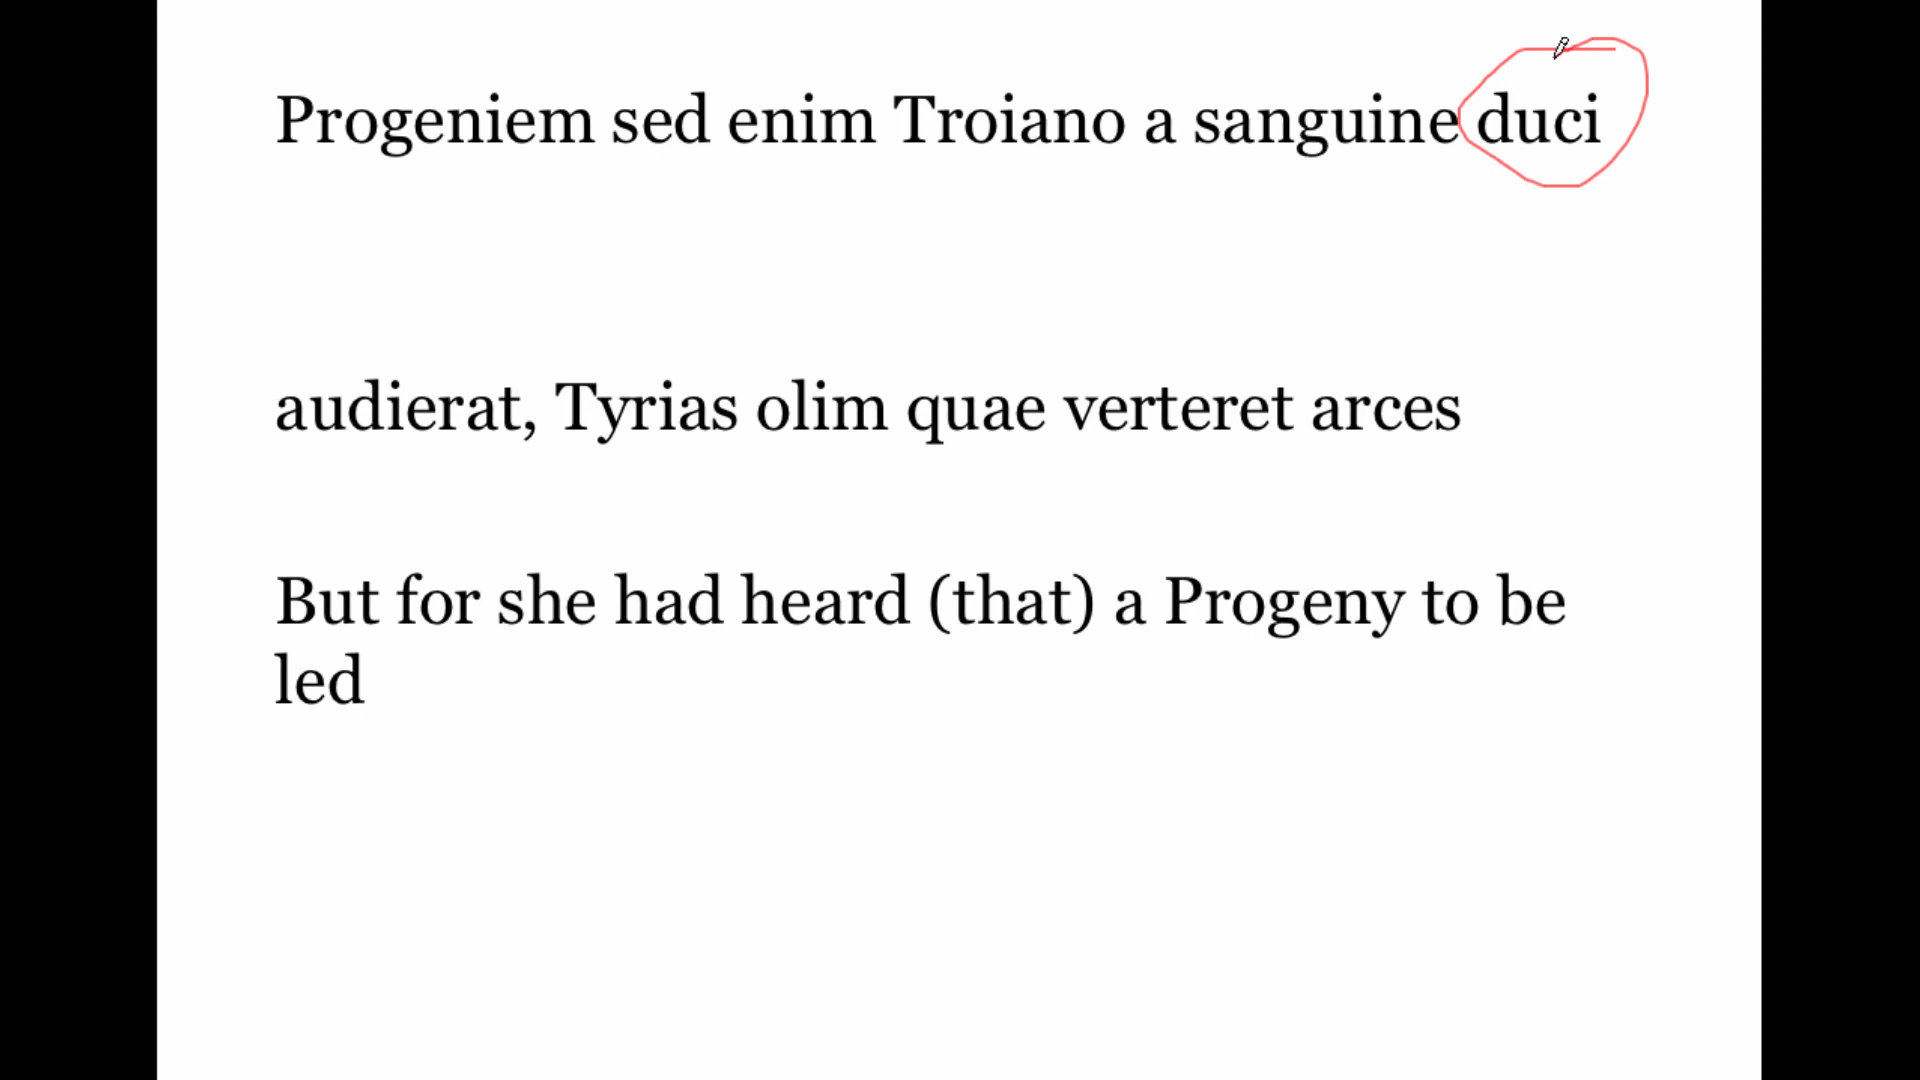 Progeniem sed enim Troiano a sanguine duci
audierat, Tyrias olim quae verteret arces
But for she had heard (that) a Progeny to be
led